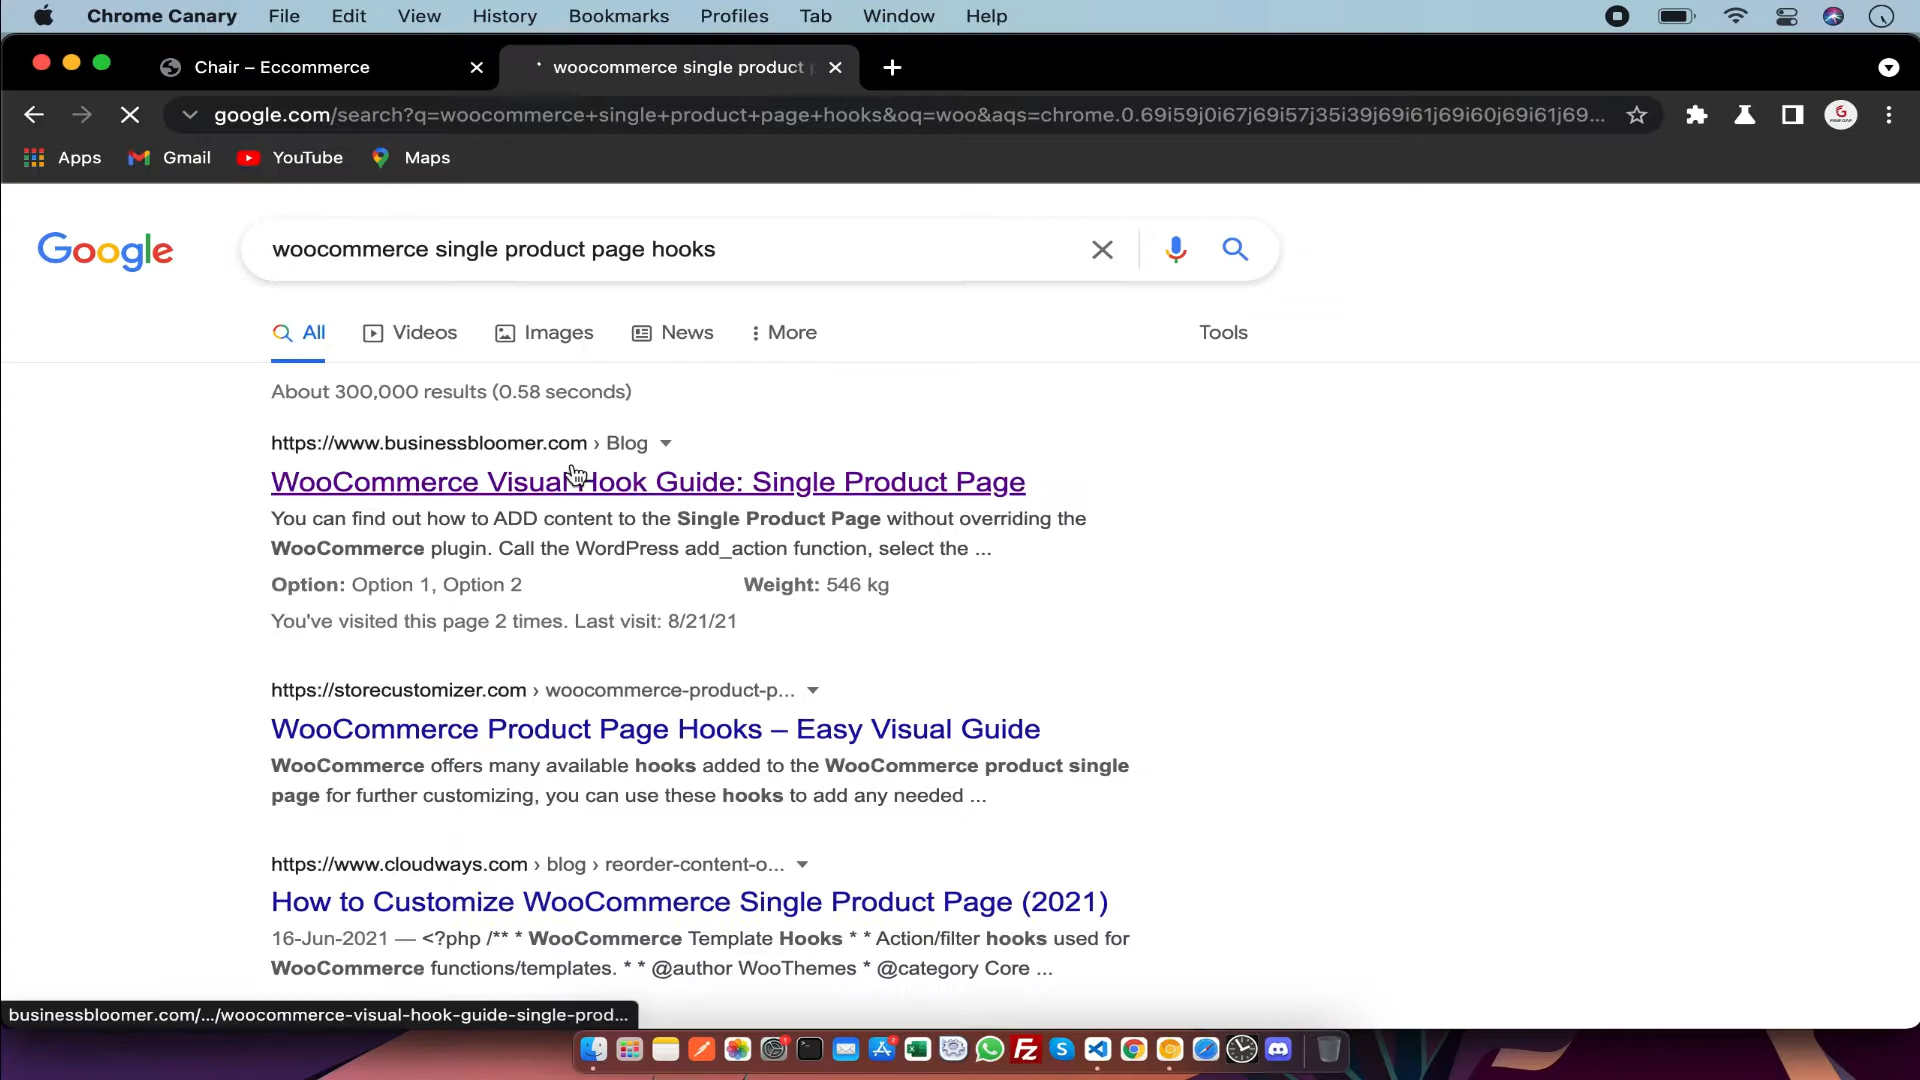 Chrome Canary File Edit View History Bookmarks Profiles Tab Window Help
Chair – Eccommerce
woocommerce single product
google.com/search?q=woocommerce+single+product+page+hooks&oq=woo&aqs=chrome.0.69i59j0i67j69i57j35i39j69i61j69i60j69i61j69...
Apps Gmail YouTube Maps
Google
woocommerce single product page hooks
All Videos Images News More Tools
About 300,000 results (0.58 seconds)
https://www.businessbloomer.com › Blog
WooCommerce Visual Hook Guide: Single Product Page
You can find out how to ADD content to the Single Product Page without overriding the
WooCommerce plugin. Call the WordPress add_action function, select the ...
Option: Option 1, Option 2 Weight: 546 kg
You've visited this page 2 times. Last visit: 8/21/21
https://storecustomizer.com › woocommerce-product-p...
WooCommerce Product Page Hooks – Easy Visual Guide
WooCommerce offers many available hooks added to the WooCommerce product single
page for further customizing, you can use these hooks to add any needed ...
https://www.cloudways.com › blog › reorder-content-o...
How to Customize WooCommerce Single Product Page (2021)
16-Jun-2021 — <?php /** * WooCommerce Template Hooks * * Action/filter hooks used for
WooCommerce functions/templates. * * @author WooThemes * @category Core ...
businessbloomer.com/.../woocommerce-visual-hook-guide-single-prod...